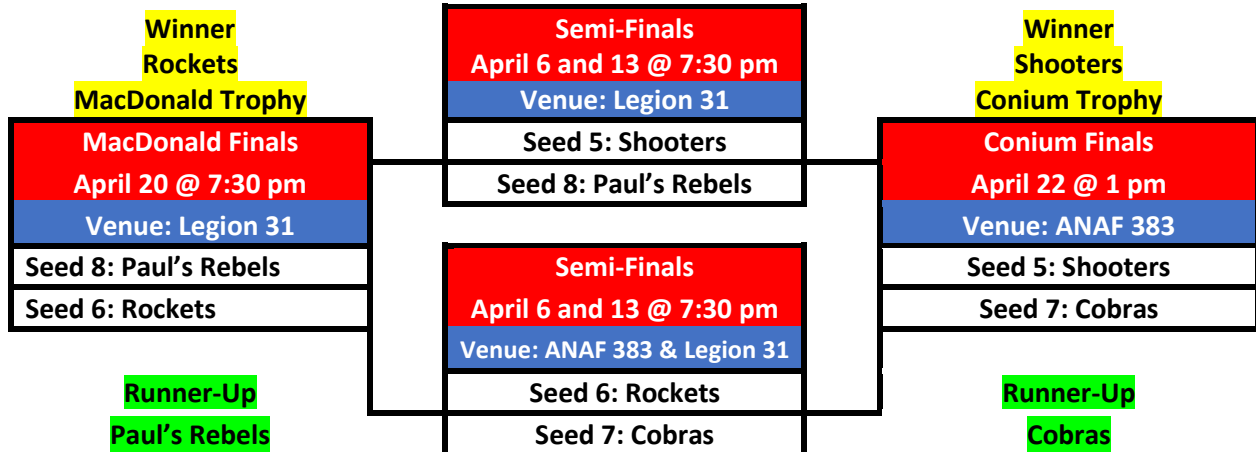 Winner
Rockets
MacDonald Trophy
MacDonald Finals
April 20 @ 7:30 pm
Venue: Legion 31
Seed 8: Paul’s Rebels
Seed 6: Rockets
Runner-Up
Paul’s Rebels
Semi-Finals
April 6 and 13 @ 7:30 pm
Venue: Legion 31
Seed 5: Shooters
Seed 8: Paul’s Rebels
Semi-Finals
April 6 and 13 @ 7:30 pm
Venue: ANAF 383 & Legion 31
Seed 6: Rockets
Seed 7: Cobras
Winner
Shooters
Conium Trophy
Conium Finals
April 22 @ 1 pm
Venue: ANAF 383
Seed 5: Shooters
Seed 7: Cobras
Runner-Up
Cobras